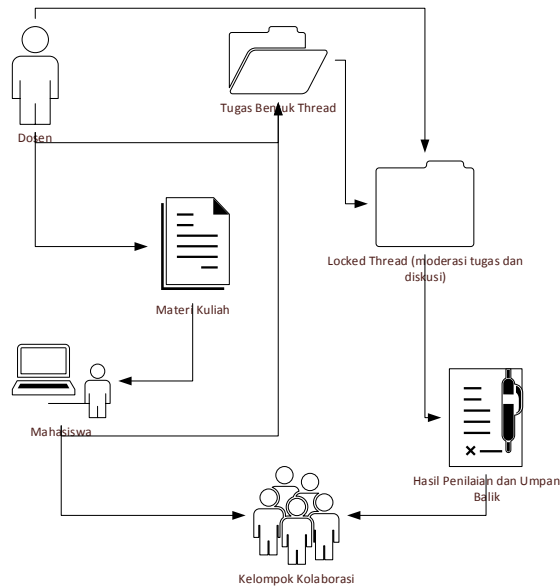 Dosen
Tugas Bentuk Thread
Locked Thread (moderasi tugas dan
diskusi)
Materi Kuliah
Mahasiswa
Hasil Penilaian dan Umpan
Balik
Kelompok Kolaborasi